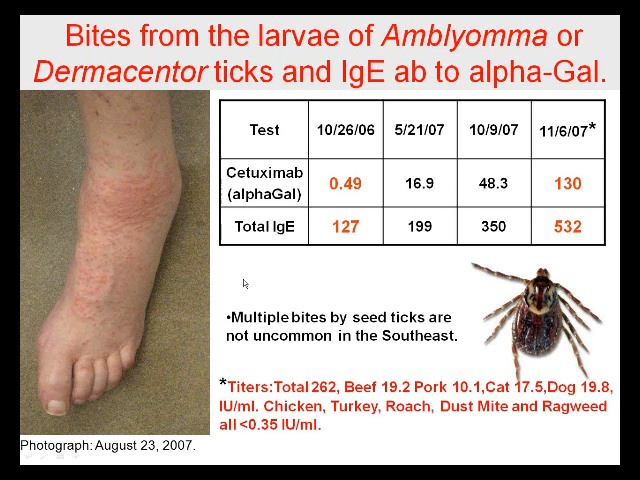 Bites from the larvae of Amblyomma or
Dermacentor ticks and IgE ab to alpha-Gal.
Test 10/26/06 5/21/07 10/9/07 11/6/07*
Cetuximab
(alphaGal) 0.49 16.9 48.3 130
Total IgE 127 199 350 532
•Multiple bites by seed ticks are
not uncommon in the Southeast.
*Titers:Total 262, Beef 19.2 Pork 10.1,Cat 17.5,Dog 19.8,
IU/ml. Chicken, Turkey, Roach, Dust Mite and Ragweed
all <0.35 IU/ml.
Photograph: August 23, 2007.